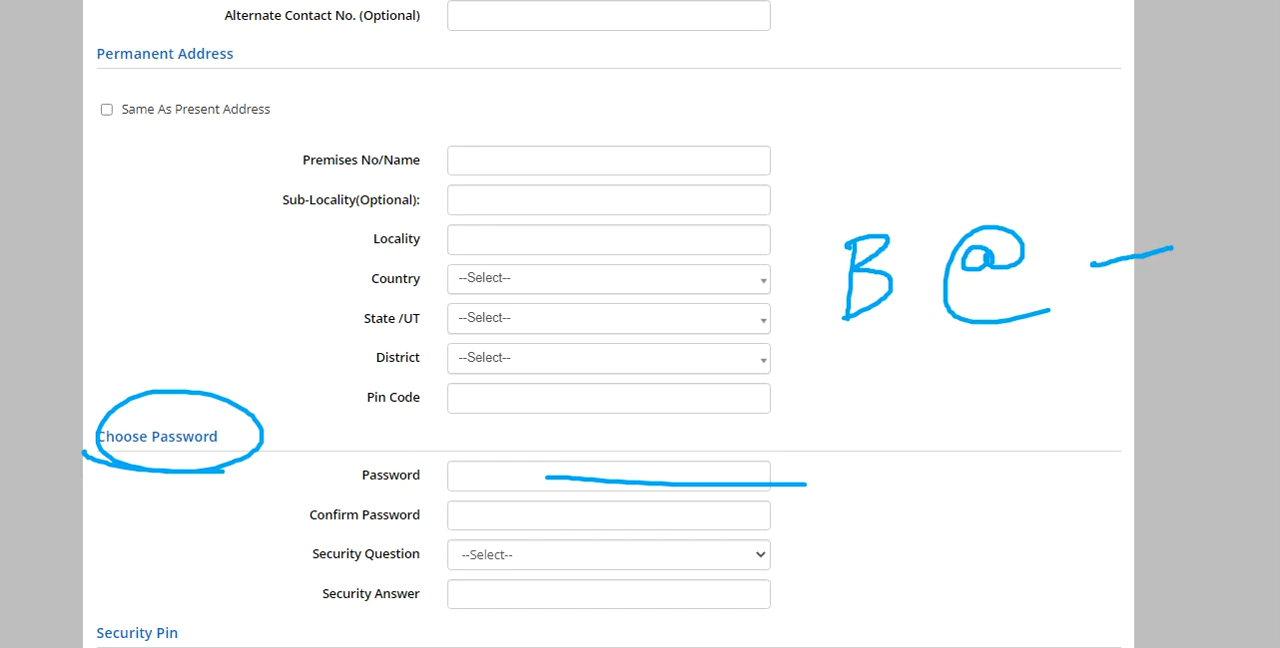 Alternate Contact No. (Optional)
Permanent Address
Same As Present Address
Premises No/Name
Sub-Locality(Optional):
Locality
Country --Select--
State /UT --Select--
District --Select--
Pin Code
B @ -
Choose Password
Password
Confirm Password
Security Question --Select--
Security Answer
Security Pin